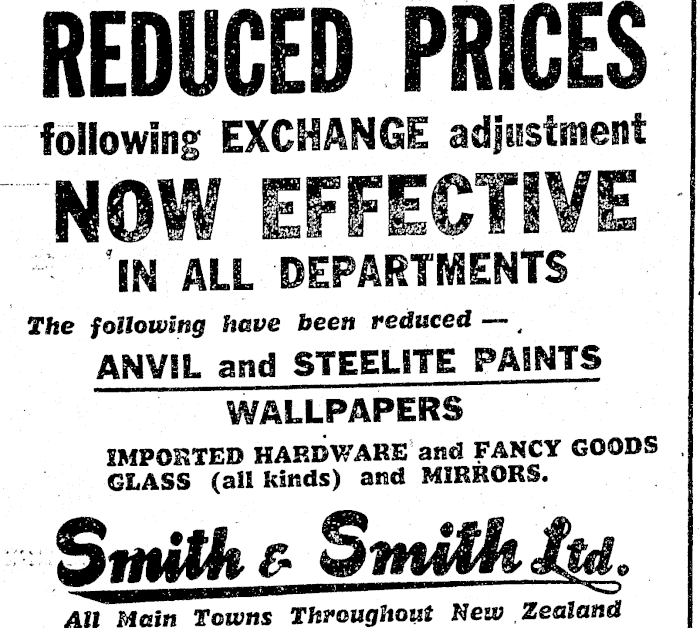 REDUCED PRICES
following EXCHANGE adjustment
NOW EFFECTIVE
IN ALL DEPARTMENTS
The following have been reduced —
ANVIL and STEELITE PAINTS
WALLPAPERS
IMPORTED HARDWARE and FANCY GOODS
GLASS (all kinds) and MIRRORS.
Smith & Smith Ltd.
All Main Towns Throughout New Zealand